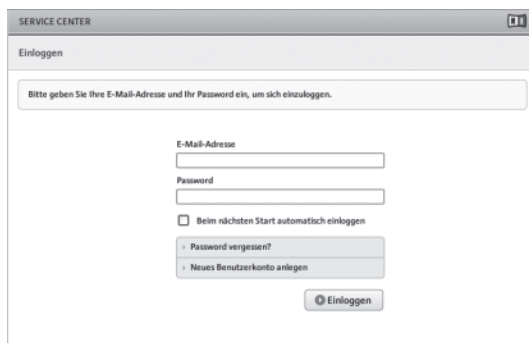 SERVICE CENTER
Einloggen
Bitte geben Sie Ihre E-Mail-Adresse und Ihr Password ein, um sich einzuloggen.
E-Mail-Adresse
Password
Beim nächsten Start automatisch einloggen
Password vergessen?
Neues Benutzerkonto anlegen
Einloggen